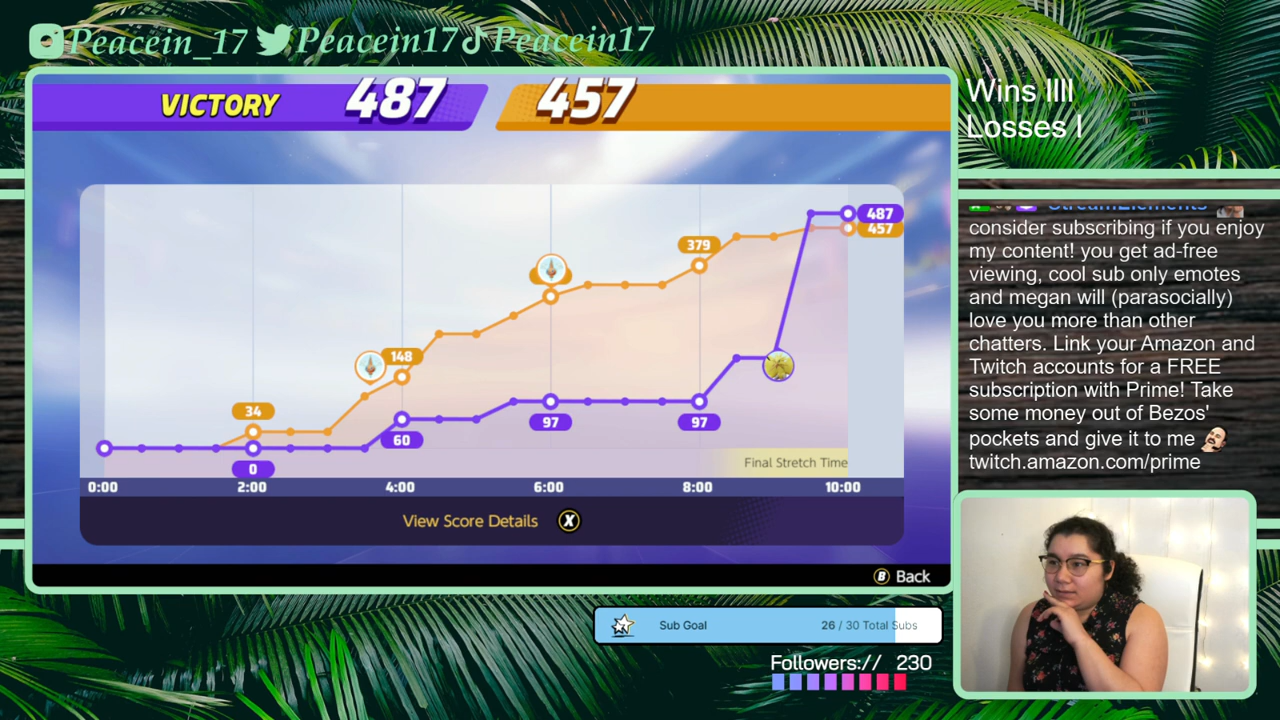 Peacein_17 Peacein17 Peacein17
VICTORY 487 457
Wins IIII
Losses I
StreamElements
consider subscribing if you enjoy
my content! you get ad-free
viewing, cool sub only emotes
and megan will (parasocially)
love you more than other
chatters. Link your Amazon and
Twitch accounts for a FREE
subscription with Prime! Take
some money out of Bezos'
pockets and give it to me
twitch.amazon.com/prime
487
457
379
148
34
60
97
97
0
Final Stretch Time
0:00 2:00 4:00 6:00 8:00 10:00
View Score Details X
B Back
Sub Goal 26 / 30 Total Subs
Followers:// 230